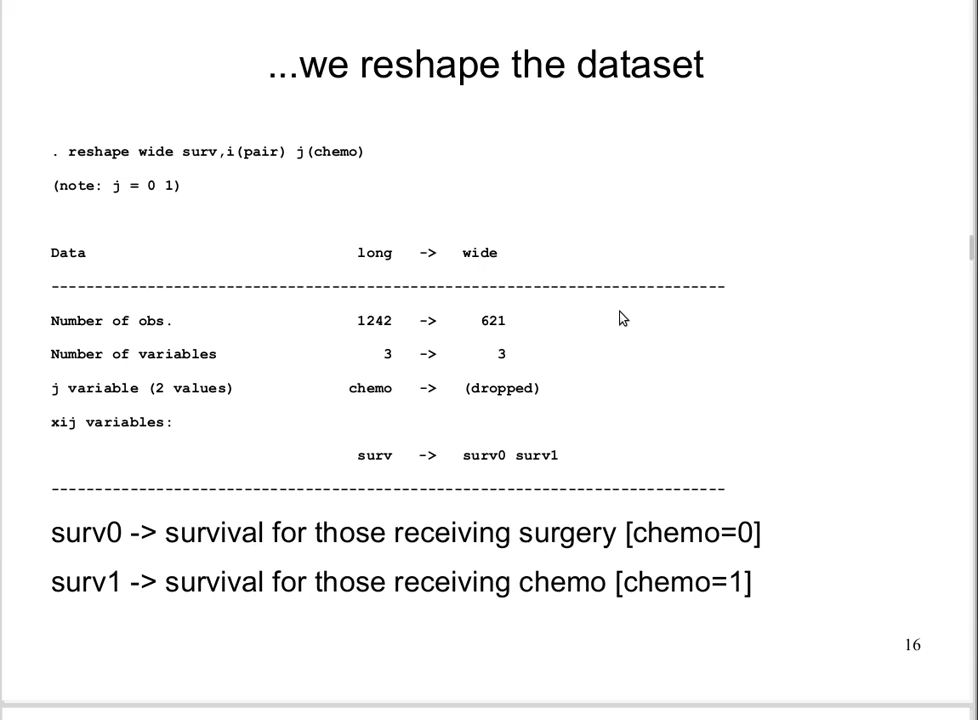 ...we reshape the dataset
. reshape wide surv,i(pair) j(chemo)
(note: j = 0 1)
Data long -> wide
-----------------------------------------------------------------------------
Number of obs. 1242 -> 621
Number of variables 3 -> 3
j variable (2 values) chemo -> (dropped)
xij variables:
surv -> surv0 surv1
-----------------------------------------------------------------------------
surv0 -> survival for those receiving surgery [chemo=0]
surv1 -> survival for those receiving chemo [chemo=1]
16